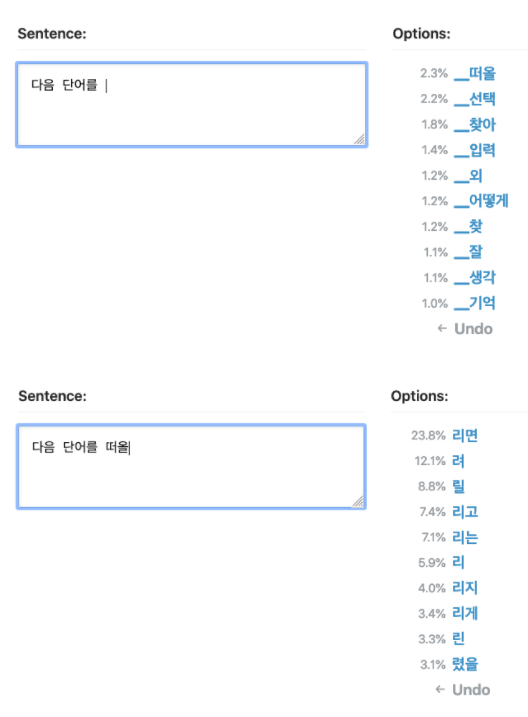 Sentence:
Options:
다음 단어를
2.3% __떠올
2.2% __선택
1.8% __찾아
1.4% __입력
1.2% __외
1.2% __어떻게
1.2% __찾
1.1% __잘
1.1% __생각
1.0% __기억
← Undo
Sentence:
Options:
다음 단어를 떠올
23.8% 리면
12.1% 려
8.8% 릴
7.4% 리고
7.1% 리는
5.9% 리
4.0% 리지
3.4% 리게
3.3% 린
3.1% 렸을
← Undo